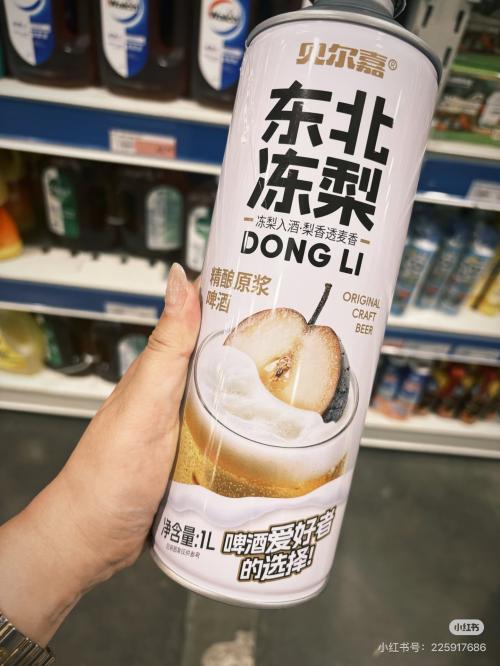 贝尔嘉®
东北
冻梨
冻梨入酒·梨香透麦香
DONG LI
精酿原浆
啤酒
ORIGINAL
CRAFT
BEER
净含量:1L
啤酒爱好者
的选择!
小红书
小红书号:225917686